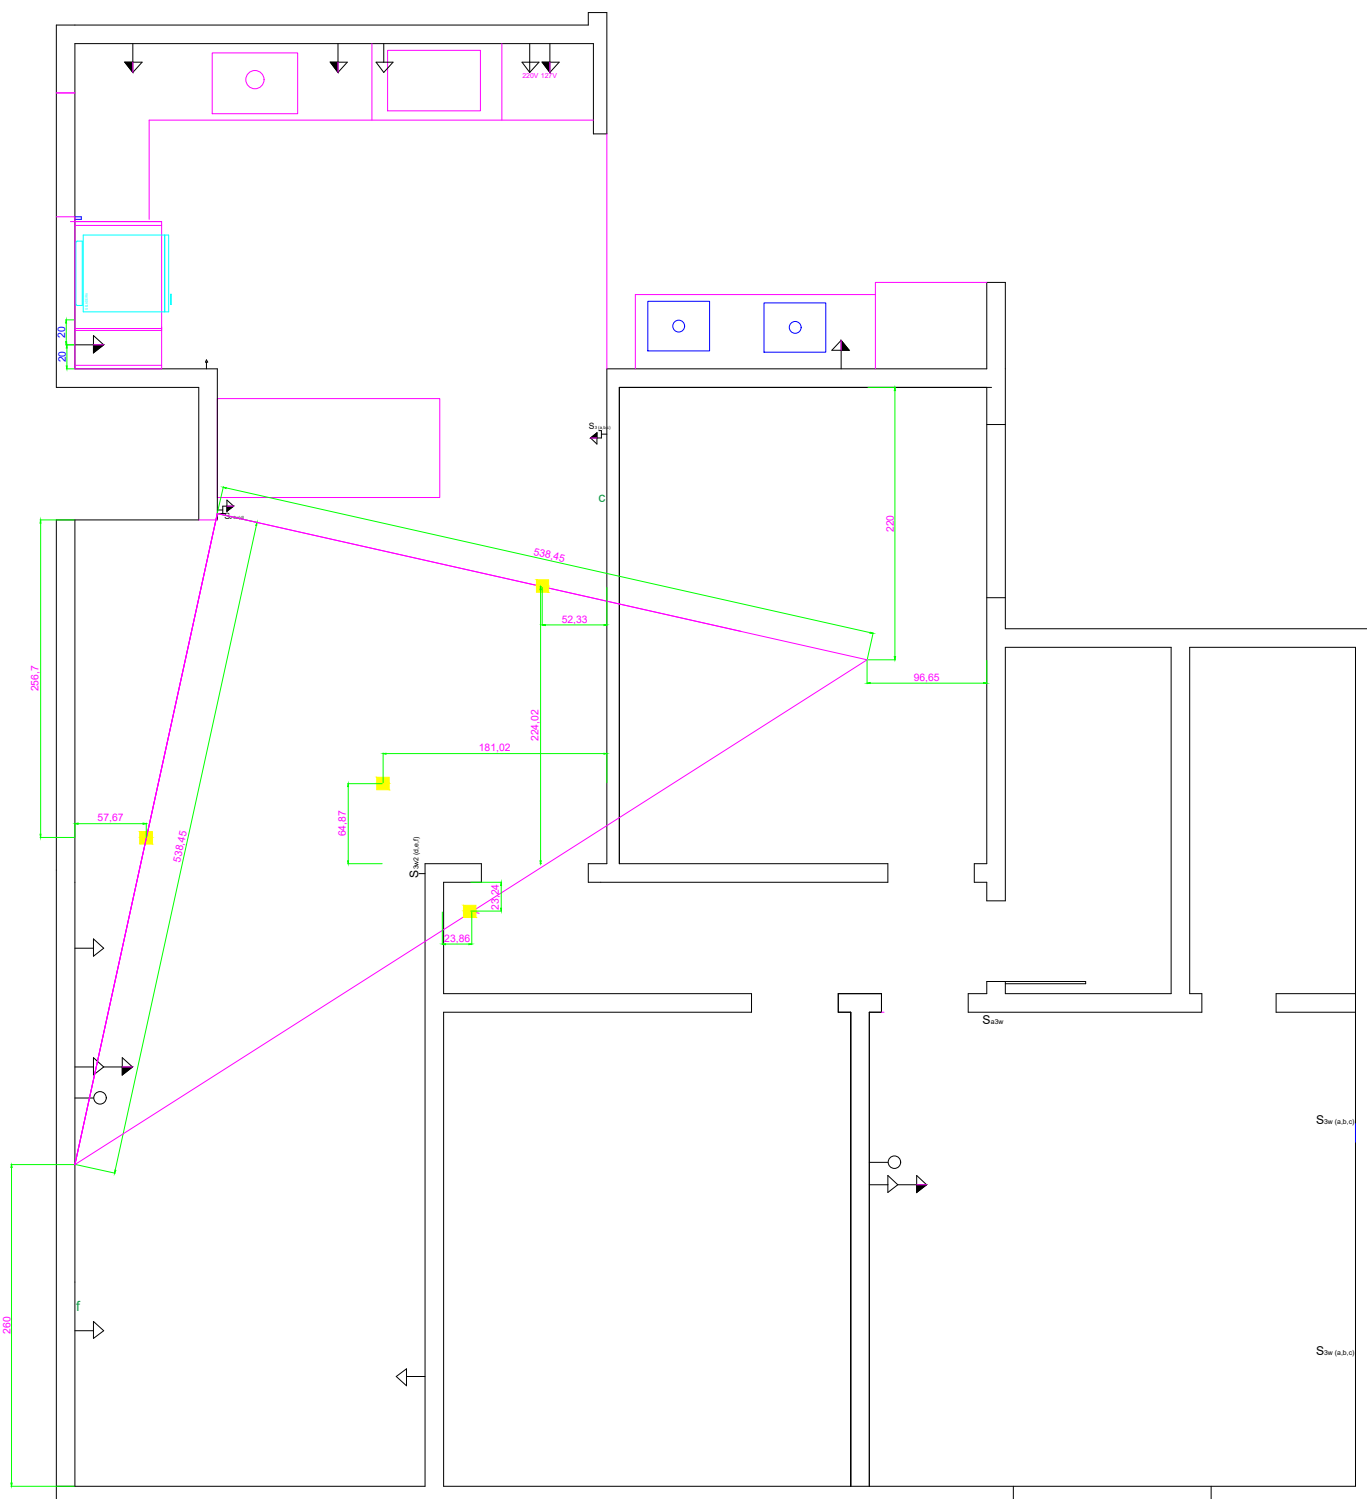 220V 127V
20
20
S
C
S
220
538,45
52,33
256,7
96,65
224,02
181,02
57,67
64,87
538,45
S3w2 (d,e,f)
23,24
23,86
Sa3w
S3w (a,b,c)
f
260
S3w (a,b,c)